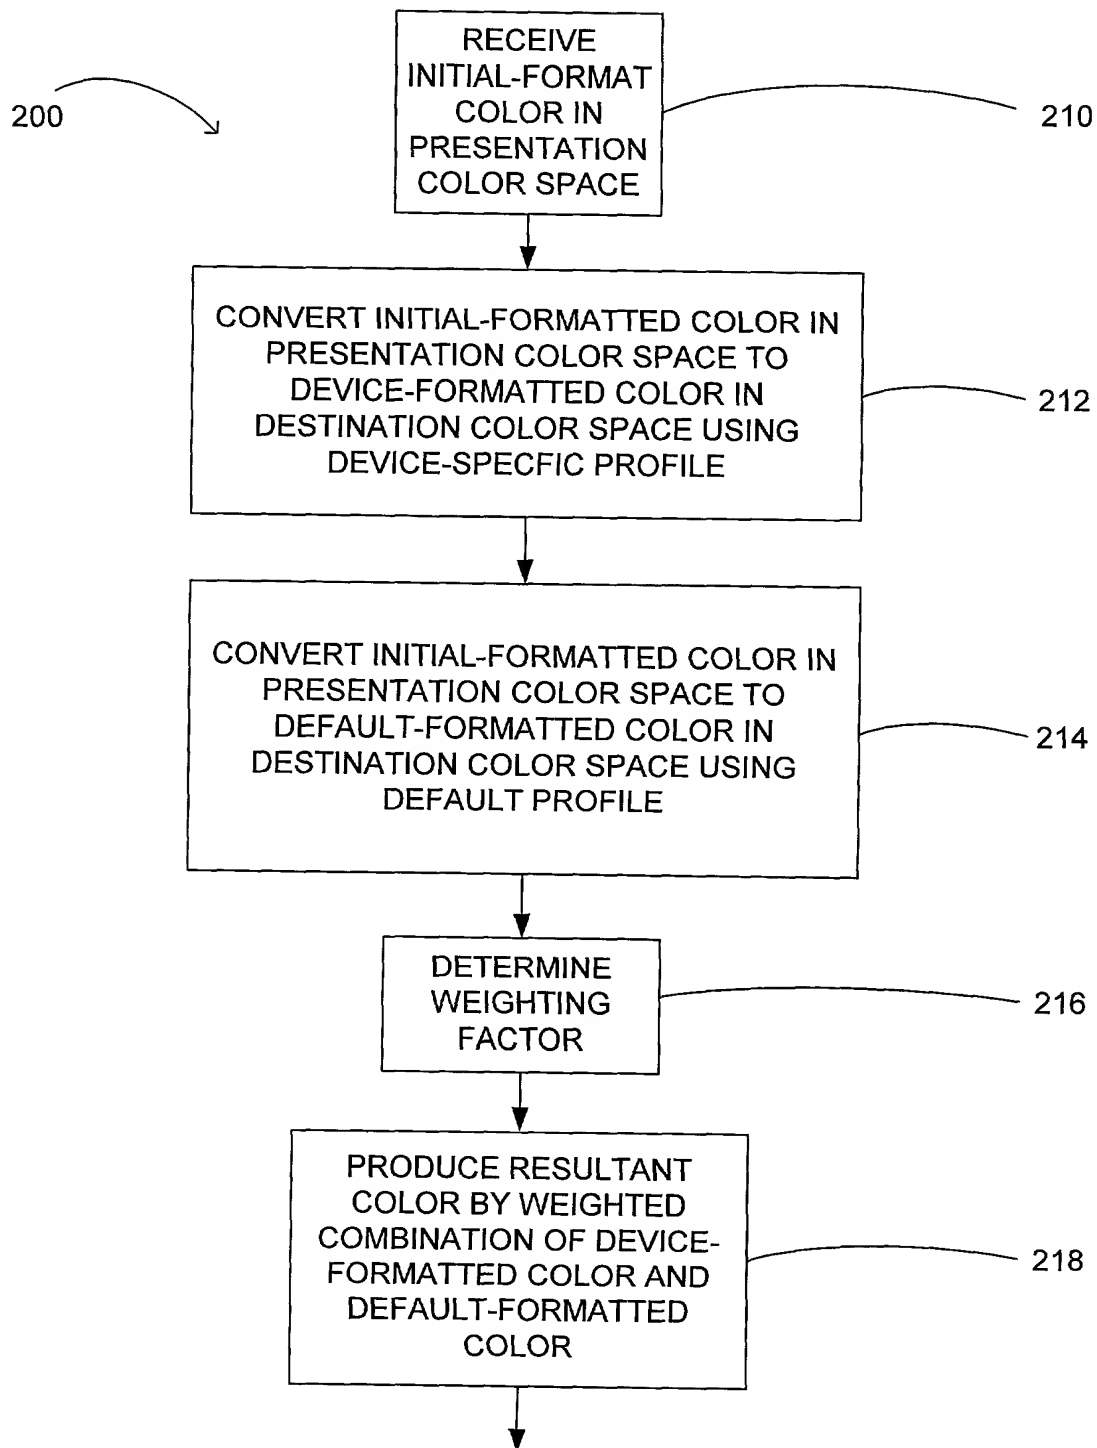 200
RECEIVE
INITIAL-FORMAT
COLOR IN
PRESENTATION
COLOR SPACE
210
CONVERT INITIAL-FORMATTED COLOR IN
PRESENTATION COLOR SPACE TO
DEVICE-FORMATTED COLOR IN
DESTINATION COLOR SPACE USING
DEVICE-SPECFIC PROFILE
212
CONVERT INITIAL-FORMATTED COLOR IN
PRESENTATION COLOR SPACE TO
DEFAULT-FORMATTED COLOR IN
DESTINATION COLOR SPACE USING
DEFAULT PROFILE
214
DETERMINE
WEIGHTING
FACTOR
216
PRODUCE RESULTANT
COLOR BY WEIGHTED
COMBINATION OF DEVICE-
FORMATTED COLOR AND
DEFAULT-FORMATTED
COLOR
218